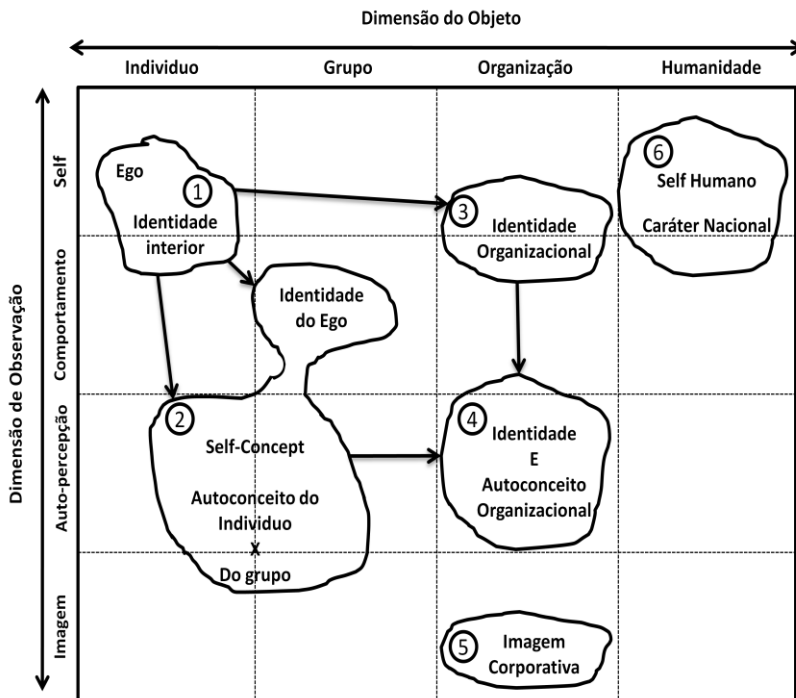 Dimensão do Objeto
Individuo
Grupo
Organização
Humanidade
Dimensão de Observação
Self
Comportamento
Auto-percepção
Imagem
Ego
1
Identidade
interior
3
Identidade
Organizacional
6
Self Humano
Caráter Nacional
Identidade
do Ego
2
Self-Concept
Autoconceito do
Individuo
X
Do grupo
4
Identidade
E
Autoconceito
Organizacional
5
Imagem
Corporativa